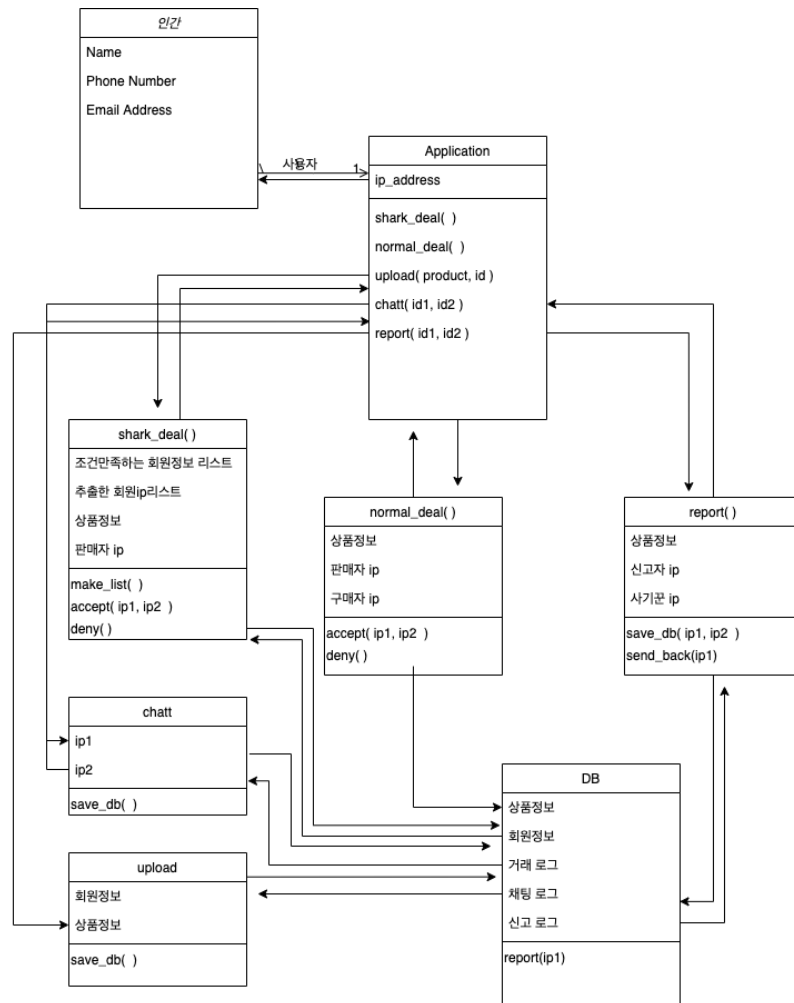 인간
Name
Phone Number
Email Address
사용자
1
Application
ip_address
shark_deal( )
normal_deal( )
upload( product, id )
chatt( id1, id2 )
report( id1, id2 )
shark_deal( )
조건만족하는 회원정보 리스트
추출한 회원ip리스트
상품정보
판매자 ip
make_list( )
accept( ip1, ip2 )
deny( )
normal_deal( )
상품정보
판매자 ip
구매자 ip
accept( ip1, ip2 )
deny( )
report( )
상품정보
신고자 ip
사기꾼 ip
save_db( ip1, ip2 )
send_back(ip1)
chatt
ip1
ip2
save_db( )
upload
회원정보
상품정보
save_db( )
DB
상품정보
회원정보
거래 로그
채팅 로그
신고 로그
report(ip1)